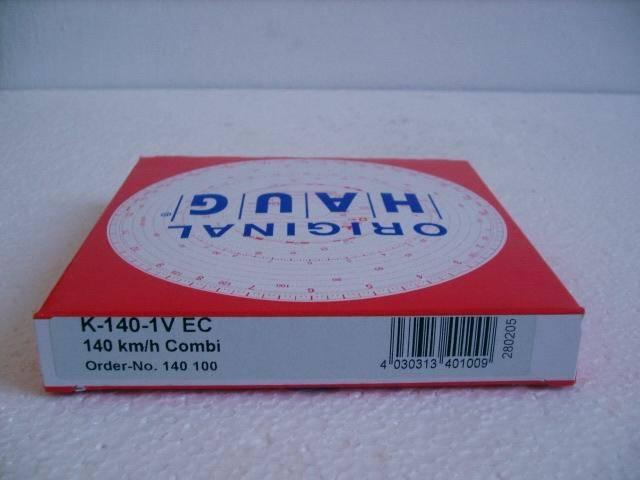 ORIGINAL
HAUG®
K-140-1V EC
140 km/h Combi
Order-No. 140 100
4 030313 401009
280205